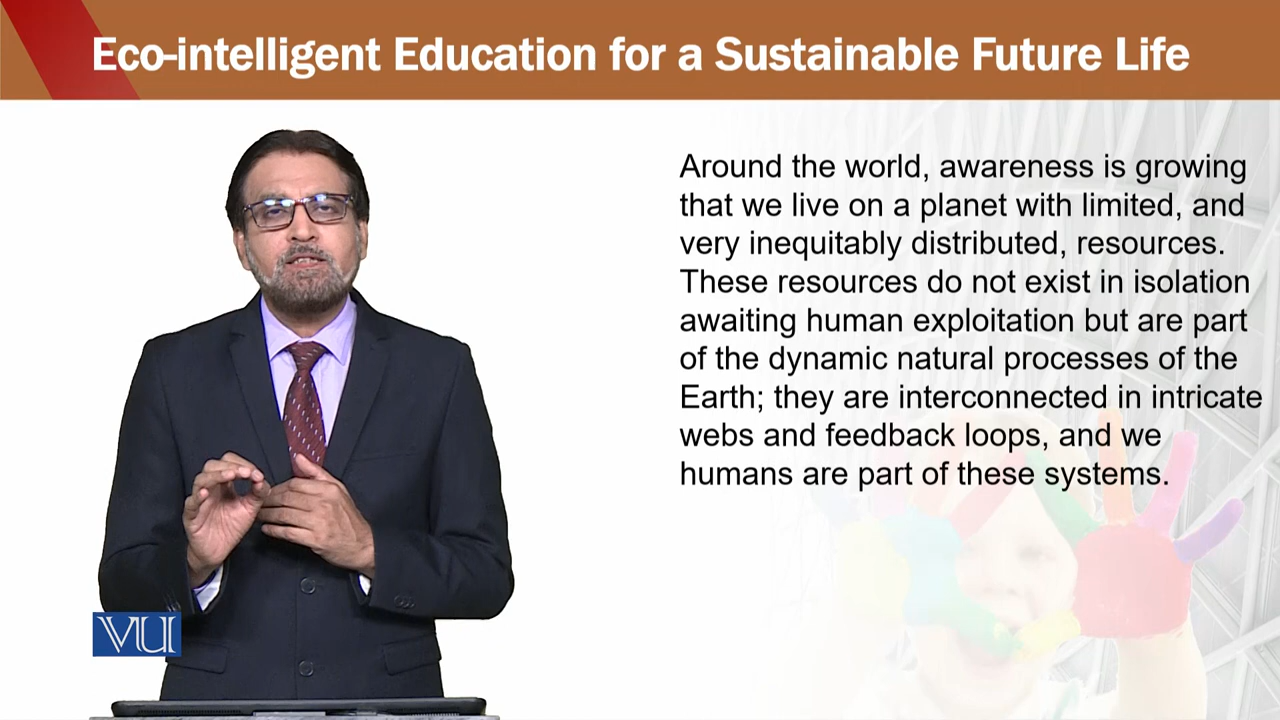 Eco-intelligent Education for a Sustainable Future Life
Around the world, awareness is growing
that we live on a planet with limited, and
very inequitably distributed, resources.
These resources do not exist in isolation
awaiting human exploitation but are part
of the dynamic natural processes of the
Earth; they are interconnected in intricate
webs and feedback loops, and we
humans are part of these systems.
VU